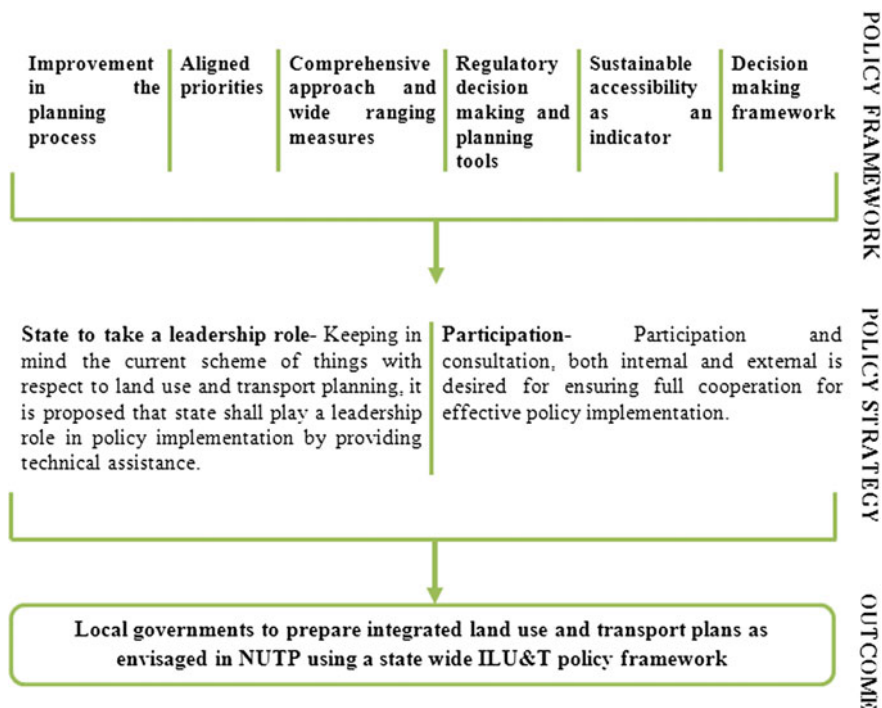 Improvement
in the
planning
process
Aligned
priorities
Comprehensive
approach and
wide ranging
measures
Regulatory
decision
making and
planning
tools
Sustainable
accessibility
as an
indicator
Decision
making
framework
POLICY FRAMEWORK
State to take a leadership role- Keeping in
mind the current scheme of things with
respect to land use and transport planning, it
is proposed that state shall play a leadership
role in policy implementation by providing
technical assistance.
Participation- Participation and
consultation, both internal and external is
desired for ensuring full cooperation for
effective policy implementation.
POLICY STRATEGY
Local governments to prepare integrated land use and transport plans as
envisaged in NUTP using a state wide ILU&T policy framework
OUTCOME